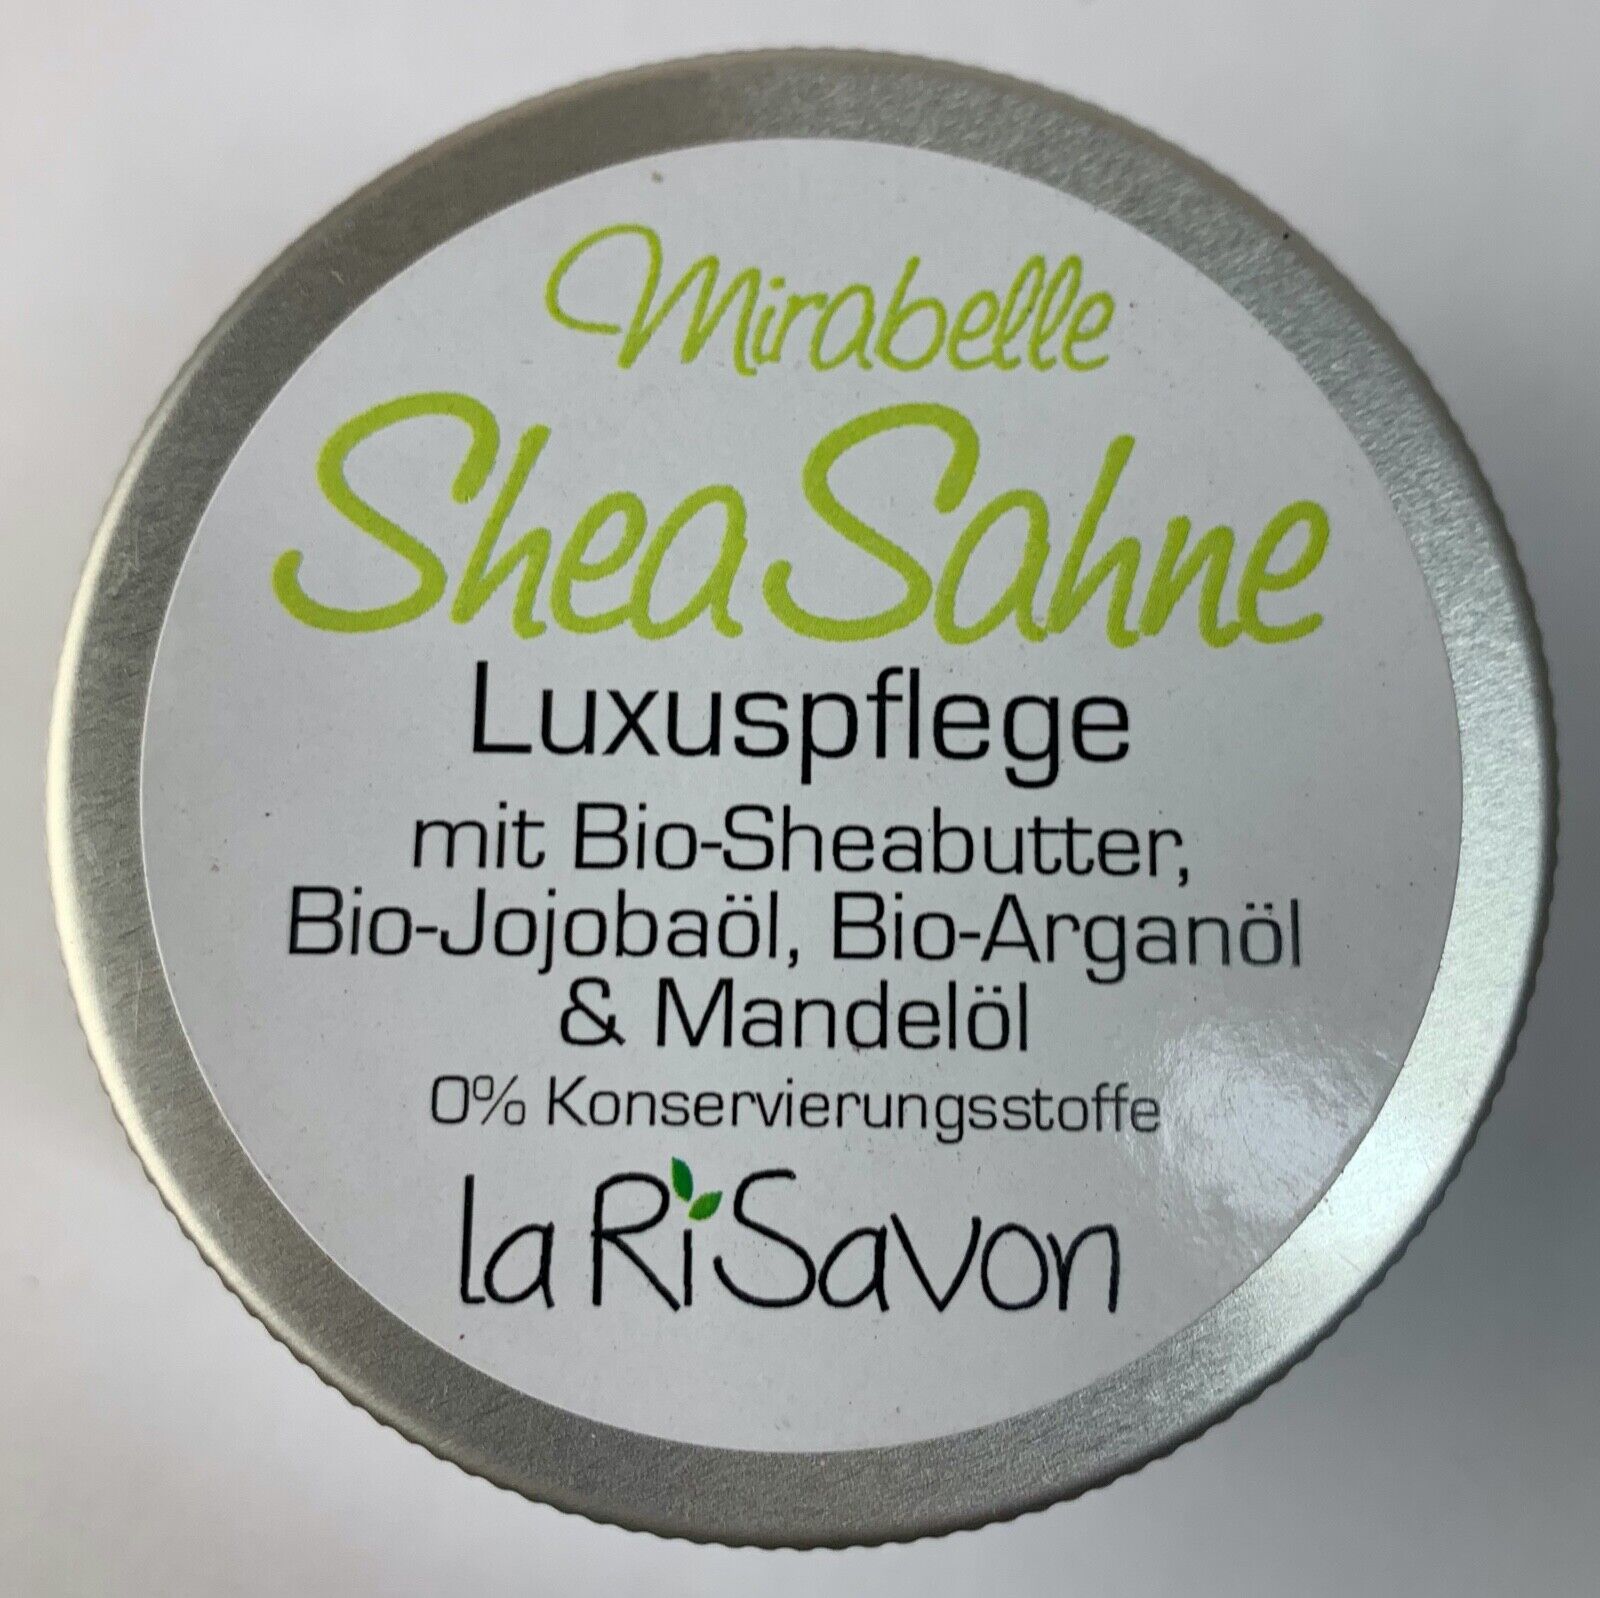 Mirabelle
SheaSahne
Luxuspflege
mit Bio-Sheabutter,
Bio-Jojobaöl, Bio-Arganöl
& Mandelöl
0% Konservierungsstoffe
la RiSavon